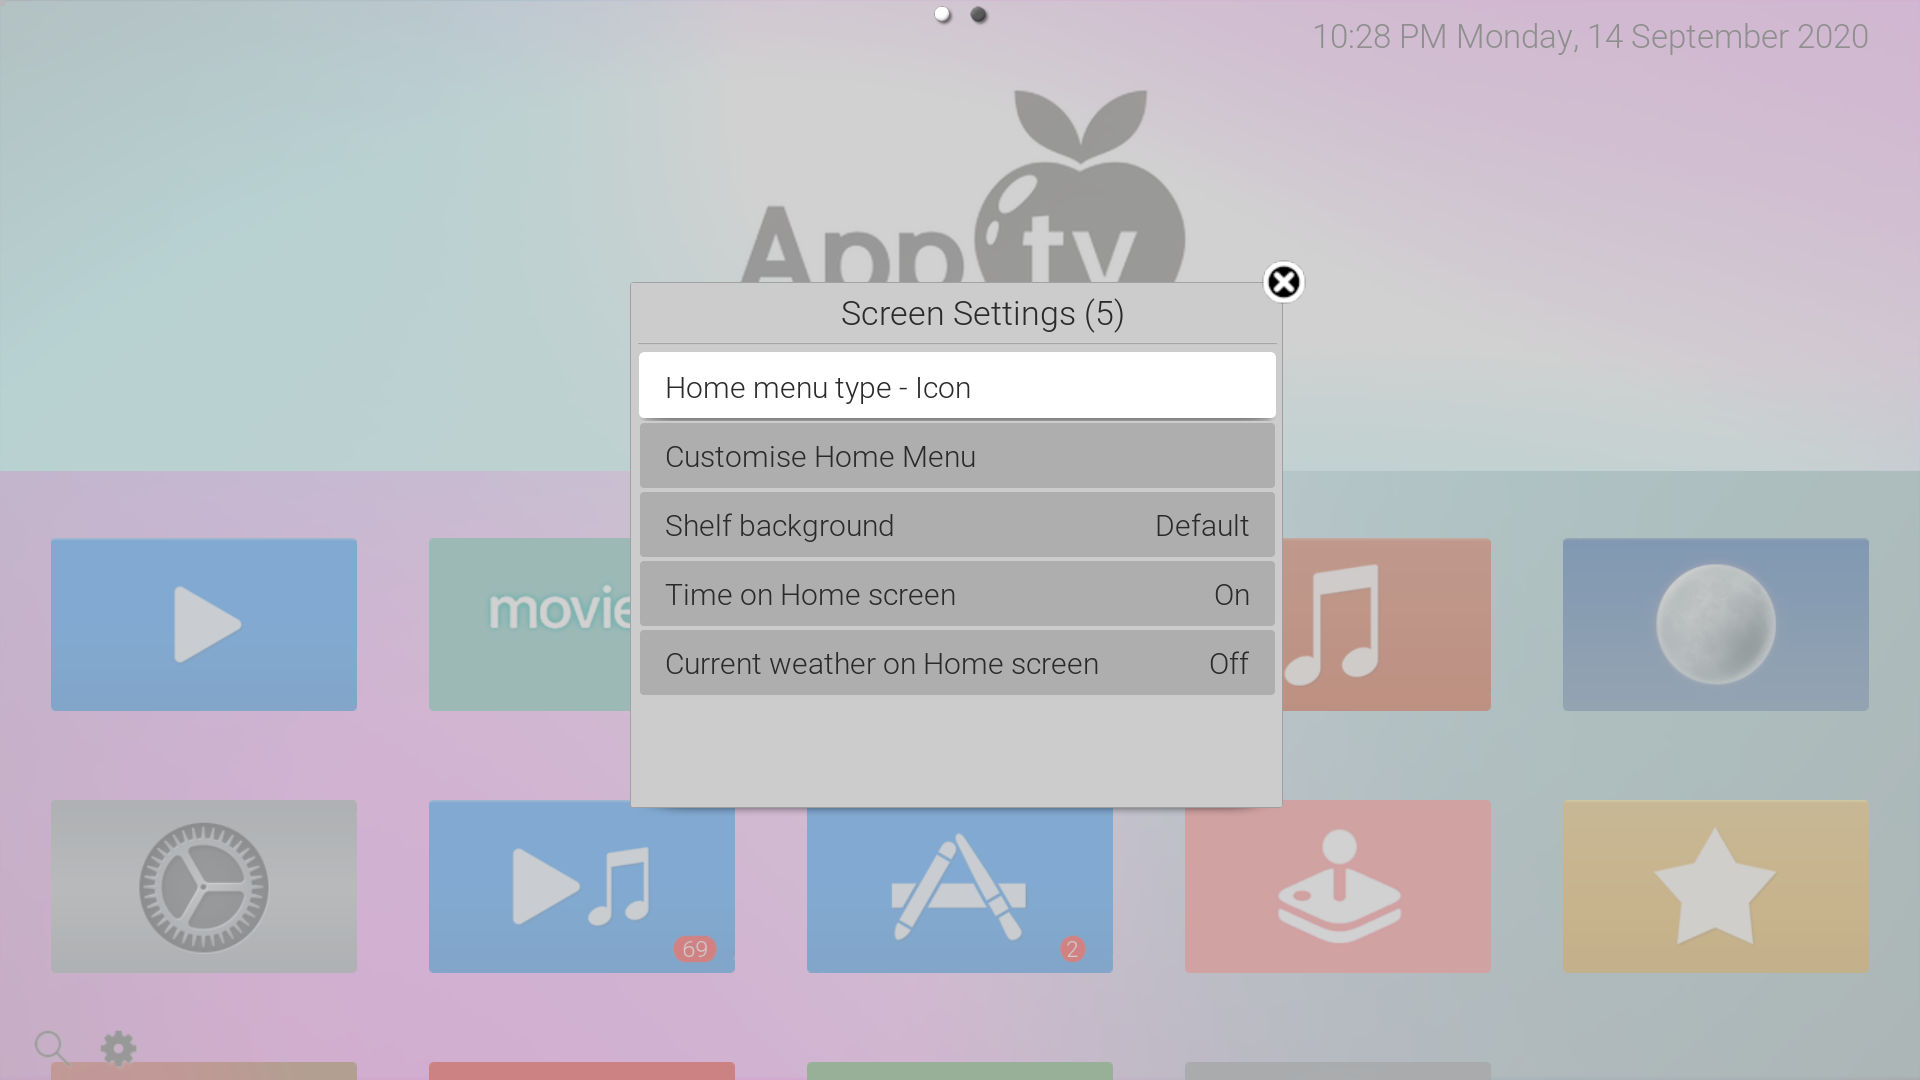 10:28 PM Monday, 14 September 2020
App tv
Screen Settings (5)
Home menu type - Icon
Customise Home Menu
Shelf background Default
Time on Home screen On
Current weather on Home screen Off
movie
69
2